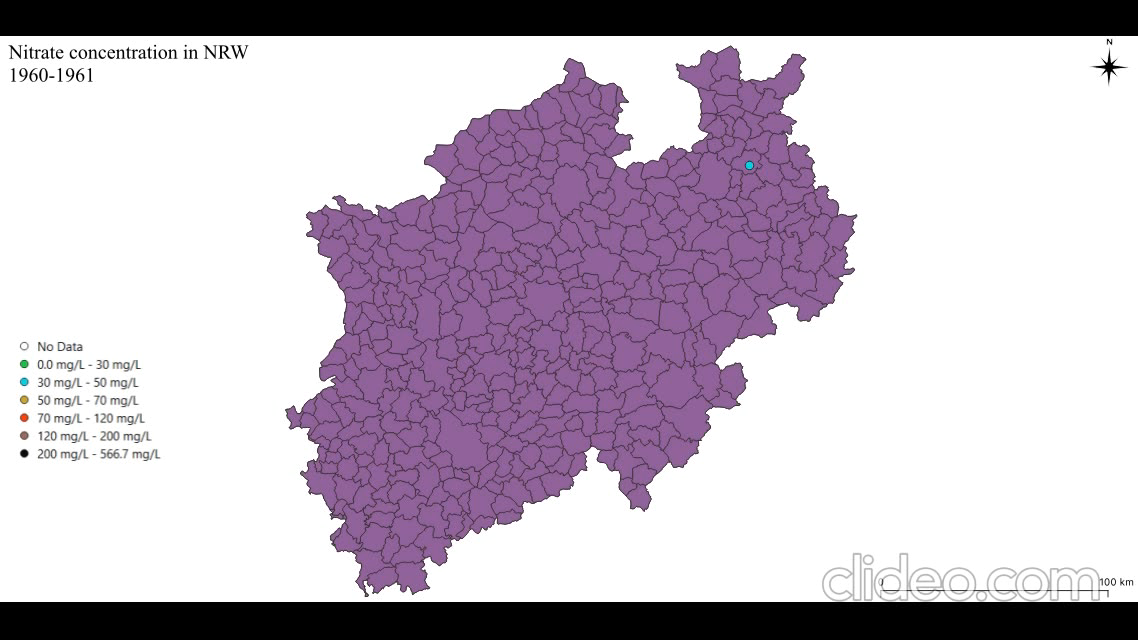 Nitrate concentration in NRW
1960-1961
N
No Data
0.0 mg/L - 30 mg/L
30 mg/L - 50 mg/L
50 mg/L - 70 mg/L
70 mg/L - 120 mg/L
120 mg/L - 200 mg/L
200 mg/L - 566.7 mg/L
clideo.com
0 100 km